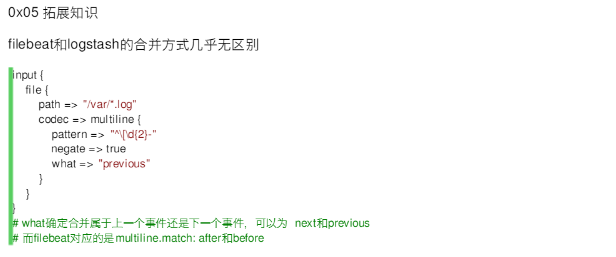 0x05 拓展知识
filebeat和logstash的合并方式几乎无区别
input {
file {
path => "/var/*.log"
codec => multiline {
pattern => "^\[\d{2}-"
negate => true
what => "previous"
}
}
}
# what确定合并属于上一个事件还是下一个事件，可以为 next和previous
# 而filebeat对应的是multiline.match: after和before